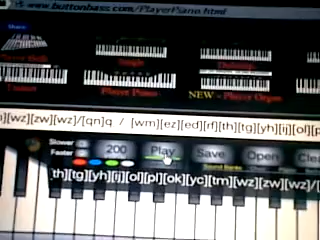 www.buttonbass.com/PlayerPiano.html
Single
Player Piano
NEW - Player Organ
][wz][zw][wz]/[qn]q / [wm][ez][ed][rf][th][tg][yh][ij][ol][p
Slower
Faster
200
Play
Save
Open
Clea
th][tg][yh][ij][ol][pl][ok][yc][tm][wz][zw][wz]/[